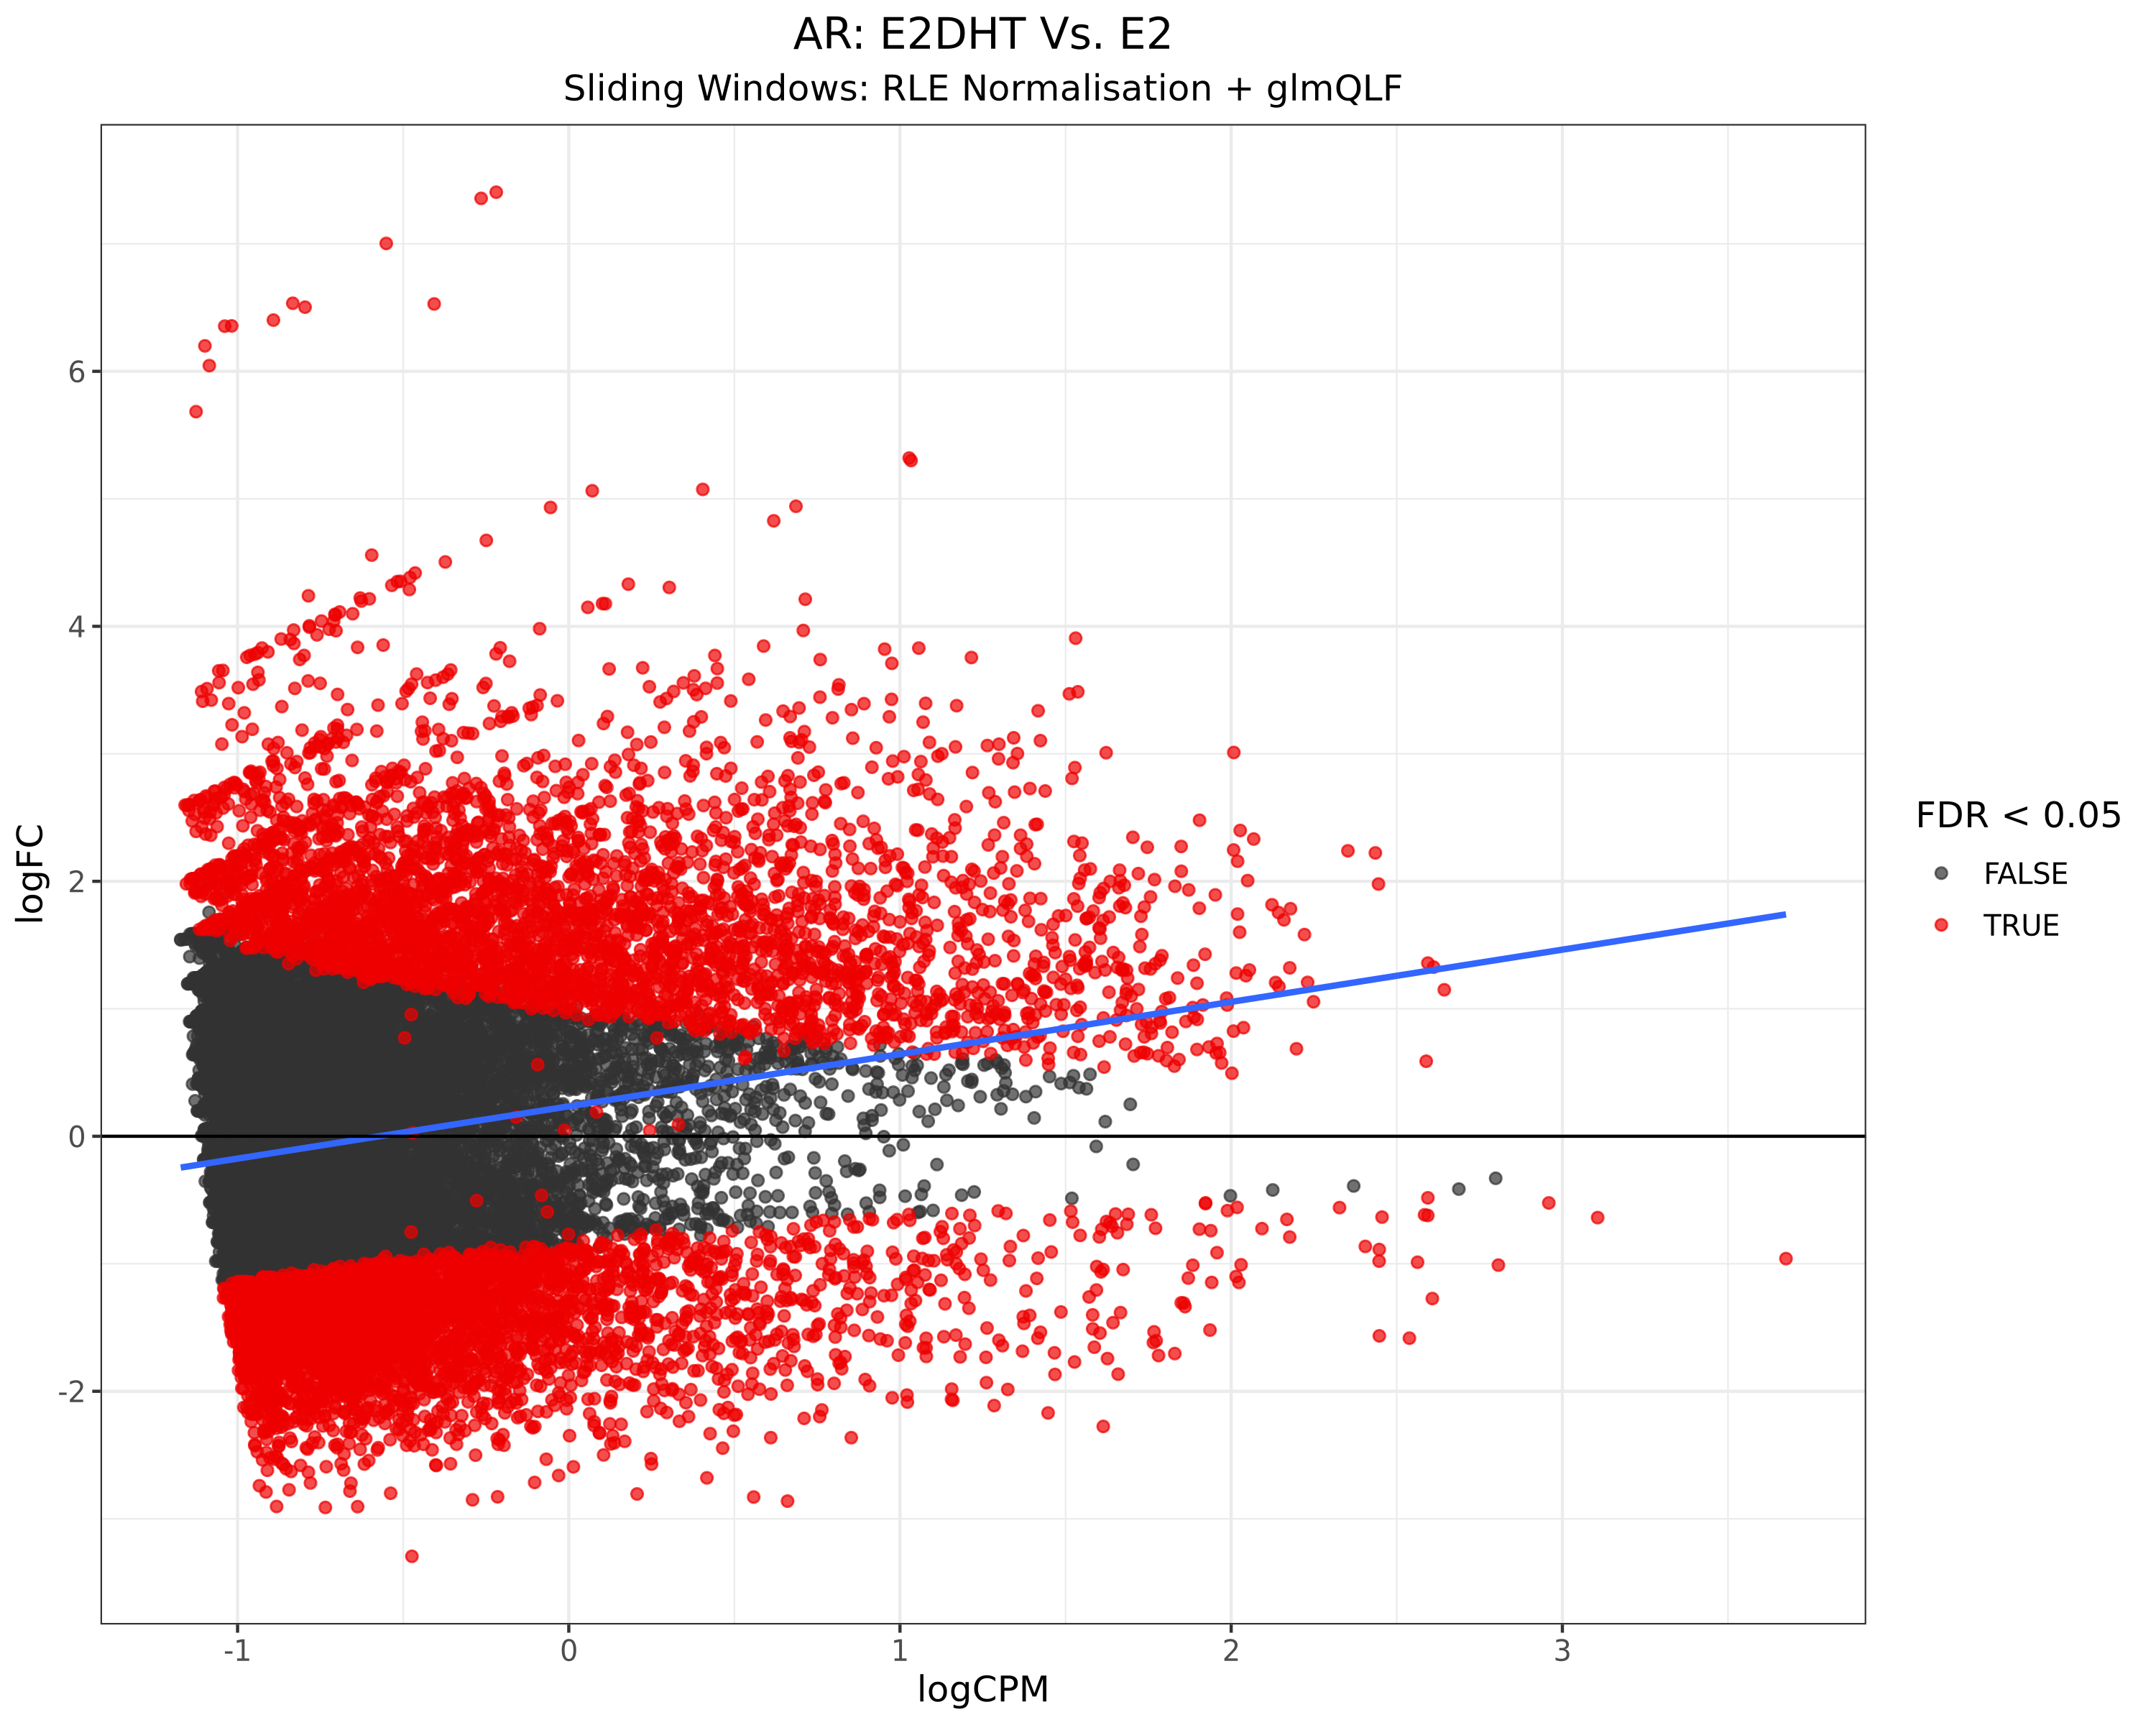 AR: E2DHT Vs. E2
Sliding Windows: RLE Normalisation + glmQLF
logFC
6
4
2
0
-2
-1
0
1
2
3
logCPM
FDR < 0.05
FALSE
TRUE